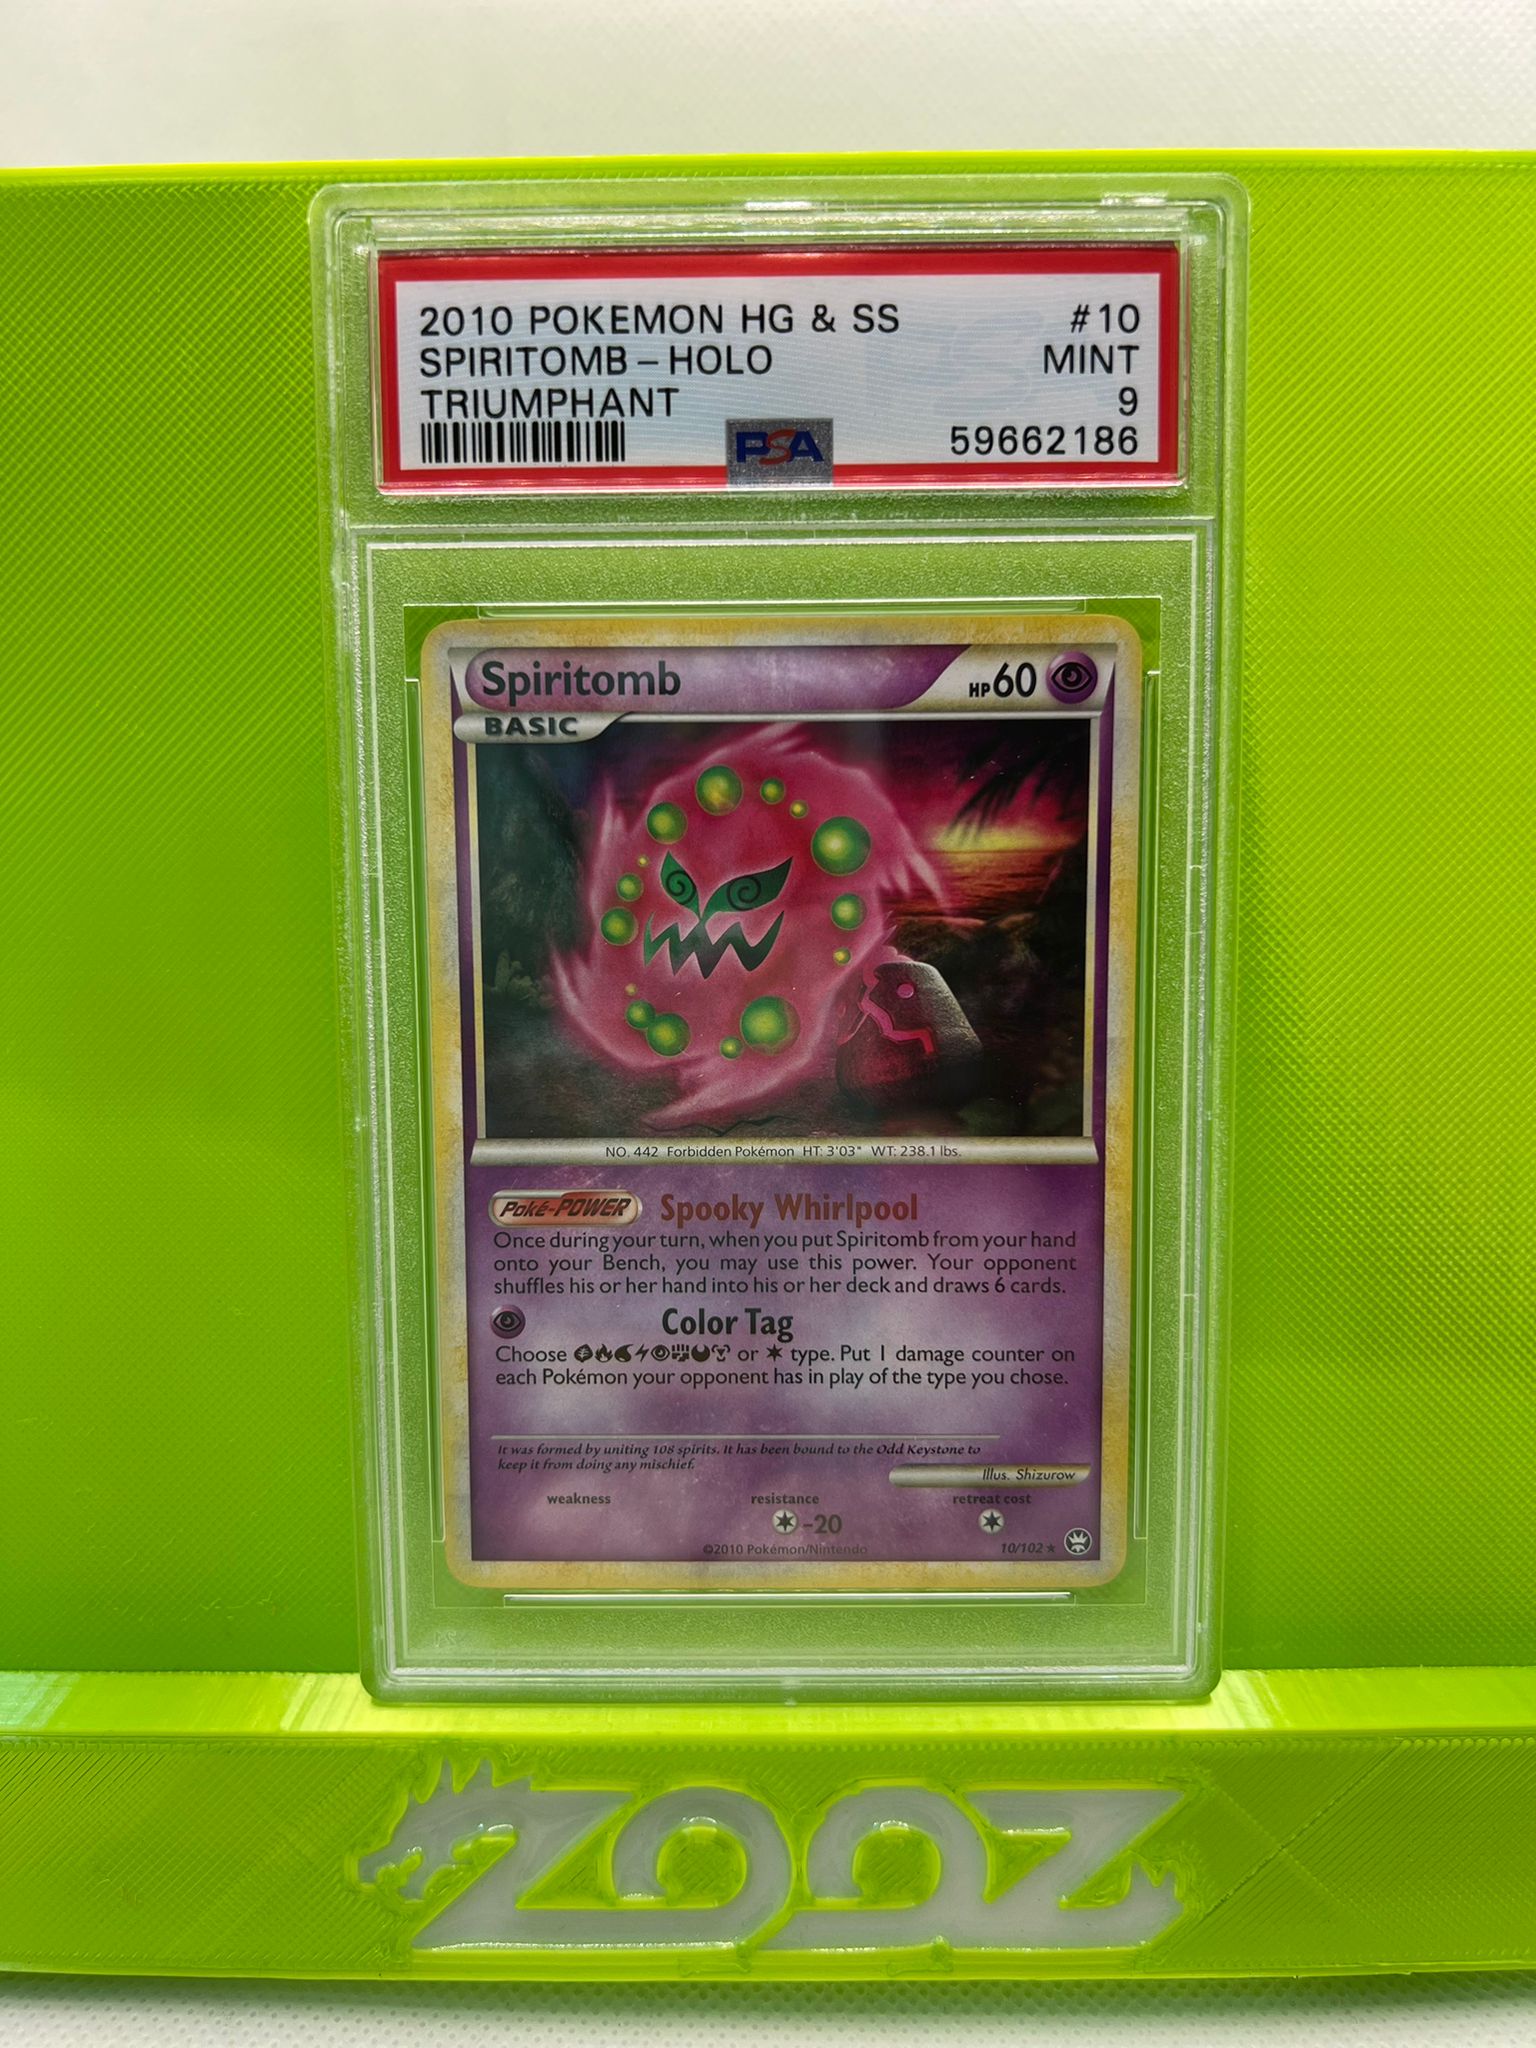 2010 POKEMON HG & SS #10
SPIRITOMB - HOLO MINT
TRIUMPHANT 9
PSA 59662186
Spiritomb HP 60
BASIC
NO. 442 Forbidden Pokémon HT: 3'03" WT: 238.1 lbs.
Poké-POWER Spooky Whirlpool
Once during your turn, when you put Spiritomb from your hand
onto your Bench, you may use this power. Your opponent
shuffles his or her hand into his or her deck and draws 6 cards.
Color Tag
Choose or type. Put 1 damage counter on
each Pokémon your opponent has in play of the type you chose.
It was formed by uniting 108 spirits. It has been bound to the Odd Keystone to
keep it from doing any mischief.
Illus. Shizurow
weakness resistance retreat cost
-20
©2010 Pokémon/Nintendo 10/102
ZOOZ